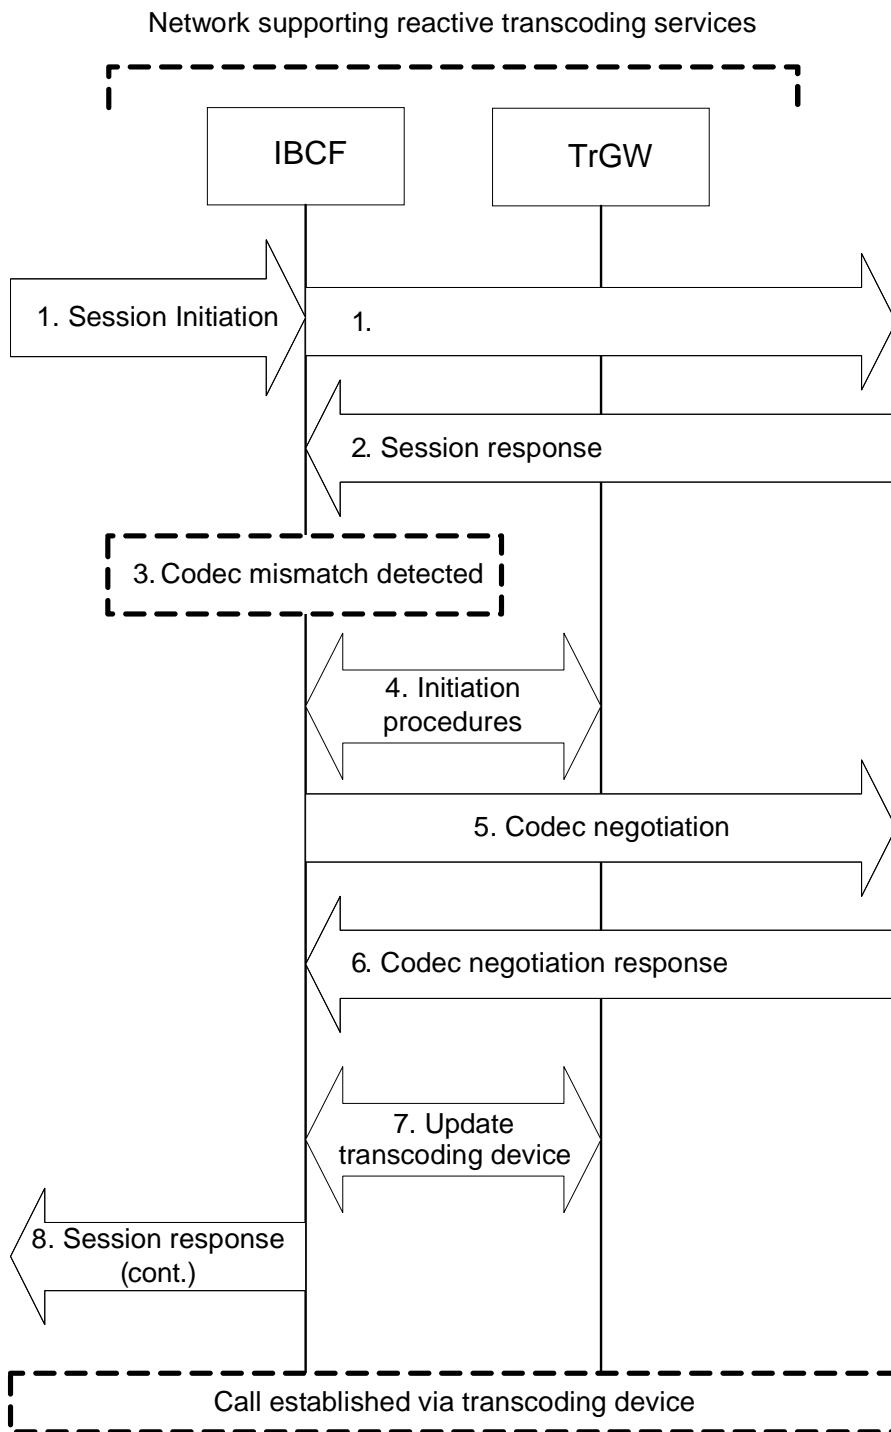 Network supporting reactive transcoding services
IBCF
TrGW
1. Session Initiation
1.
2. Session response
3. Codec mismatch detected
4. Initiation
procedures
5. Codec negotiation
6. Codec negotiation response
7. Update
transcoding device
8. Session response
(cont.)
Call established via transcoding device